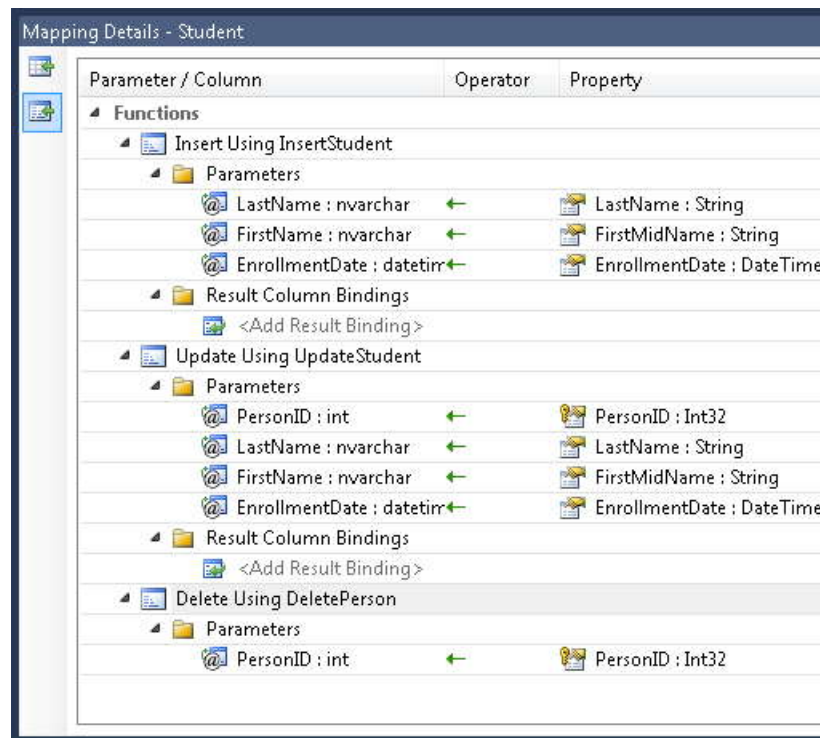 Mapping Details - Student
Parameter / Column Operator Property
Functions
Insert Using InsertStudent
Parameters
LastName : nvarchar ← LastName : String
FirstName : nvarchar ← FirstMidName : String
EnrollmentDate : datetim ← EnrollmentDate : DateTime
Result Column Bindings
<Add Result Binding>
Update Using UpdateStudent
Parameters
PersonID : int ← PersonID : Int32
LastName : nvarchar ← LastName : String
FirstName : nvarchar ← FirstMidName : String
EnrollmentDate : datetim ← EnrollmentDate : DateTime
Result Column Bindings
<Add Result Binding>
Delete Using DeletePerson
Parameters
PersonID : int ← PersonID : Int32